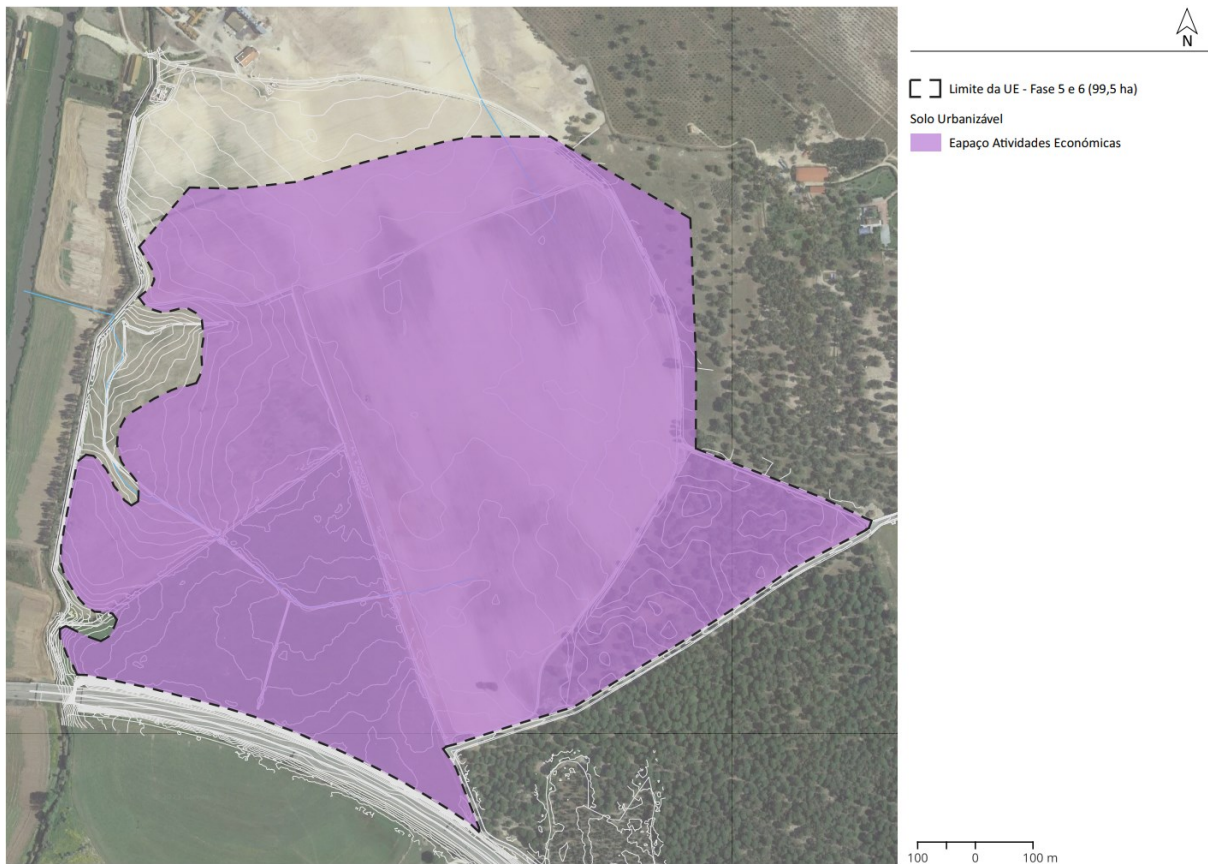 N
Limite da UE - Fase 5 e 6 (99,5 ha)
Solo Urbanizável
Eapaço Atividades Económicas
100 0 100 m